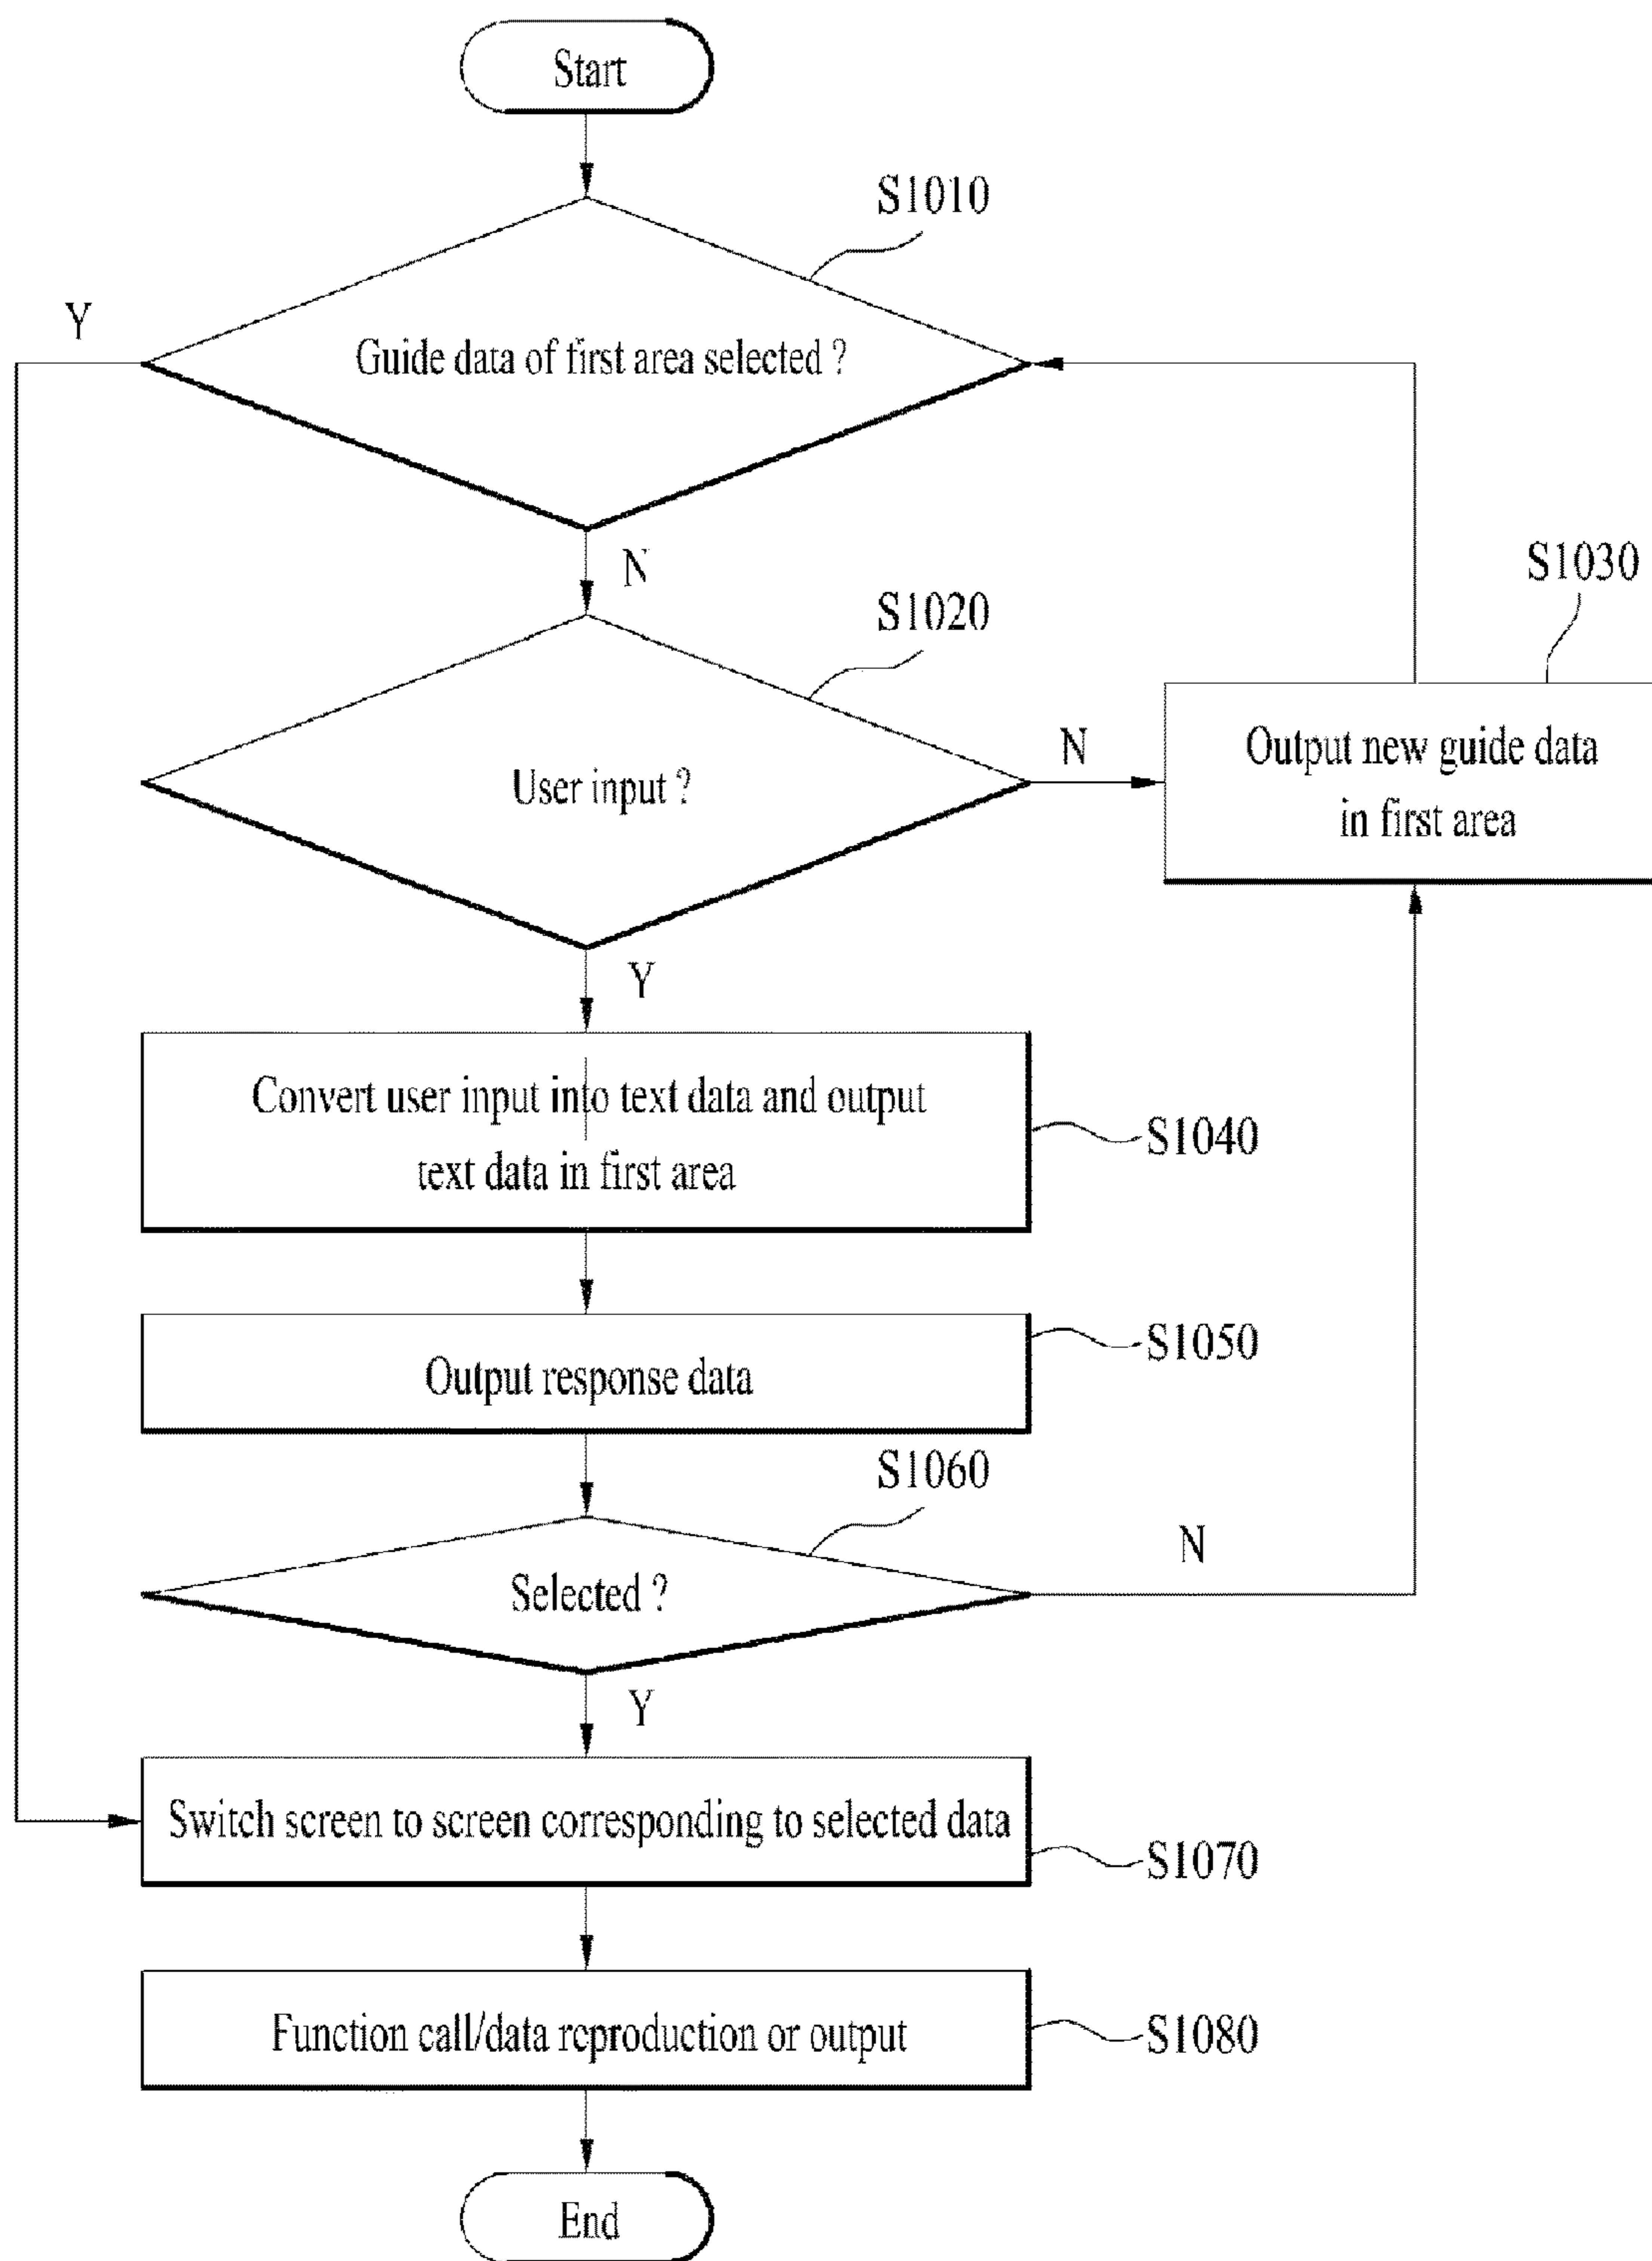 Start
S1010
Y
Guide data of first area selected ?
N
S1030
S1020
Output new guide data
in first area
N
User input ?
Y
Convert user input into text data and output
text data in first area
S1040
S1050
Output response data
S1060
N
Selected ?
Y
Switch screen to screen corresponding to selected data
S1070
Function call/data reproduction or output
S1080
End